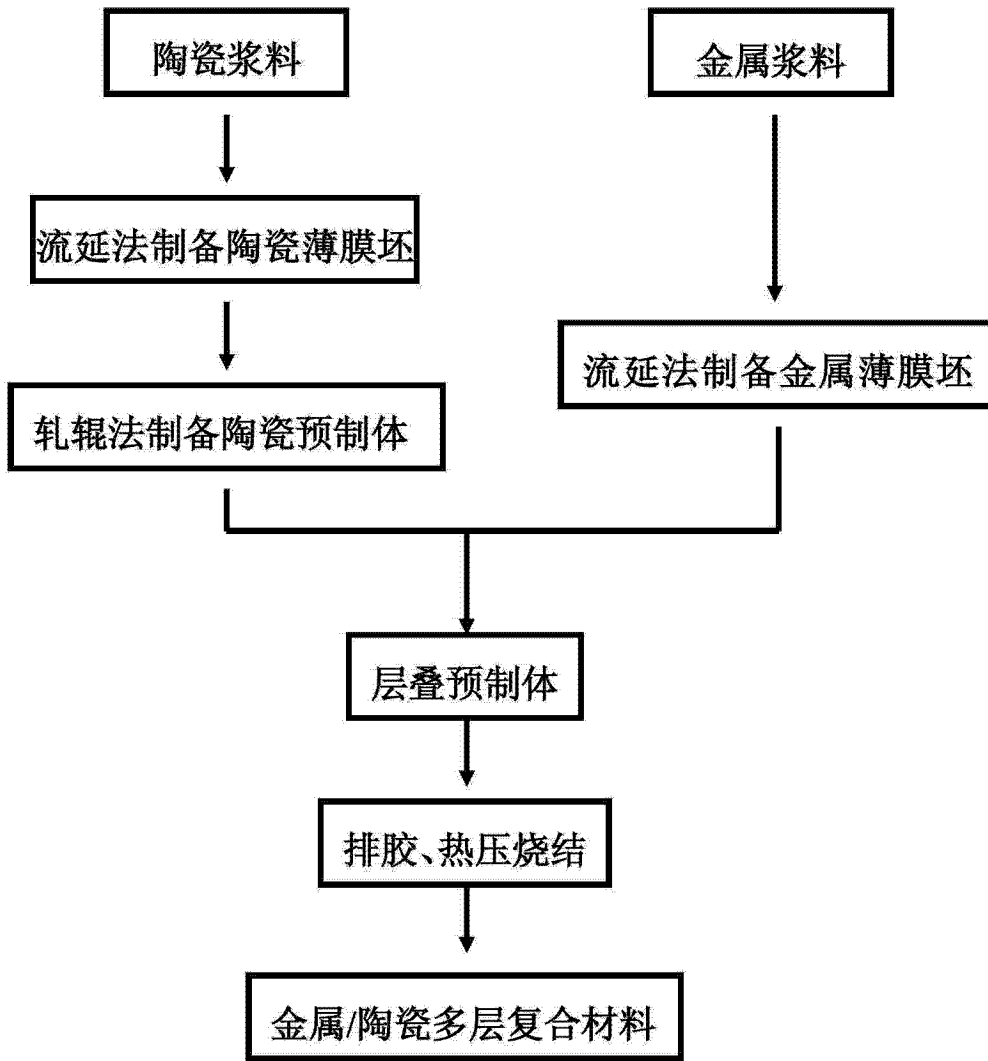 陶瓷浆料
金属浆料
流延法制备陶瓷薄膜坯
流延法制备金属薄膜坯
轧辊法制备陶瓷预制体
层叠预制体
排胶、热压烧结
金属/陶瓷多层复合材料